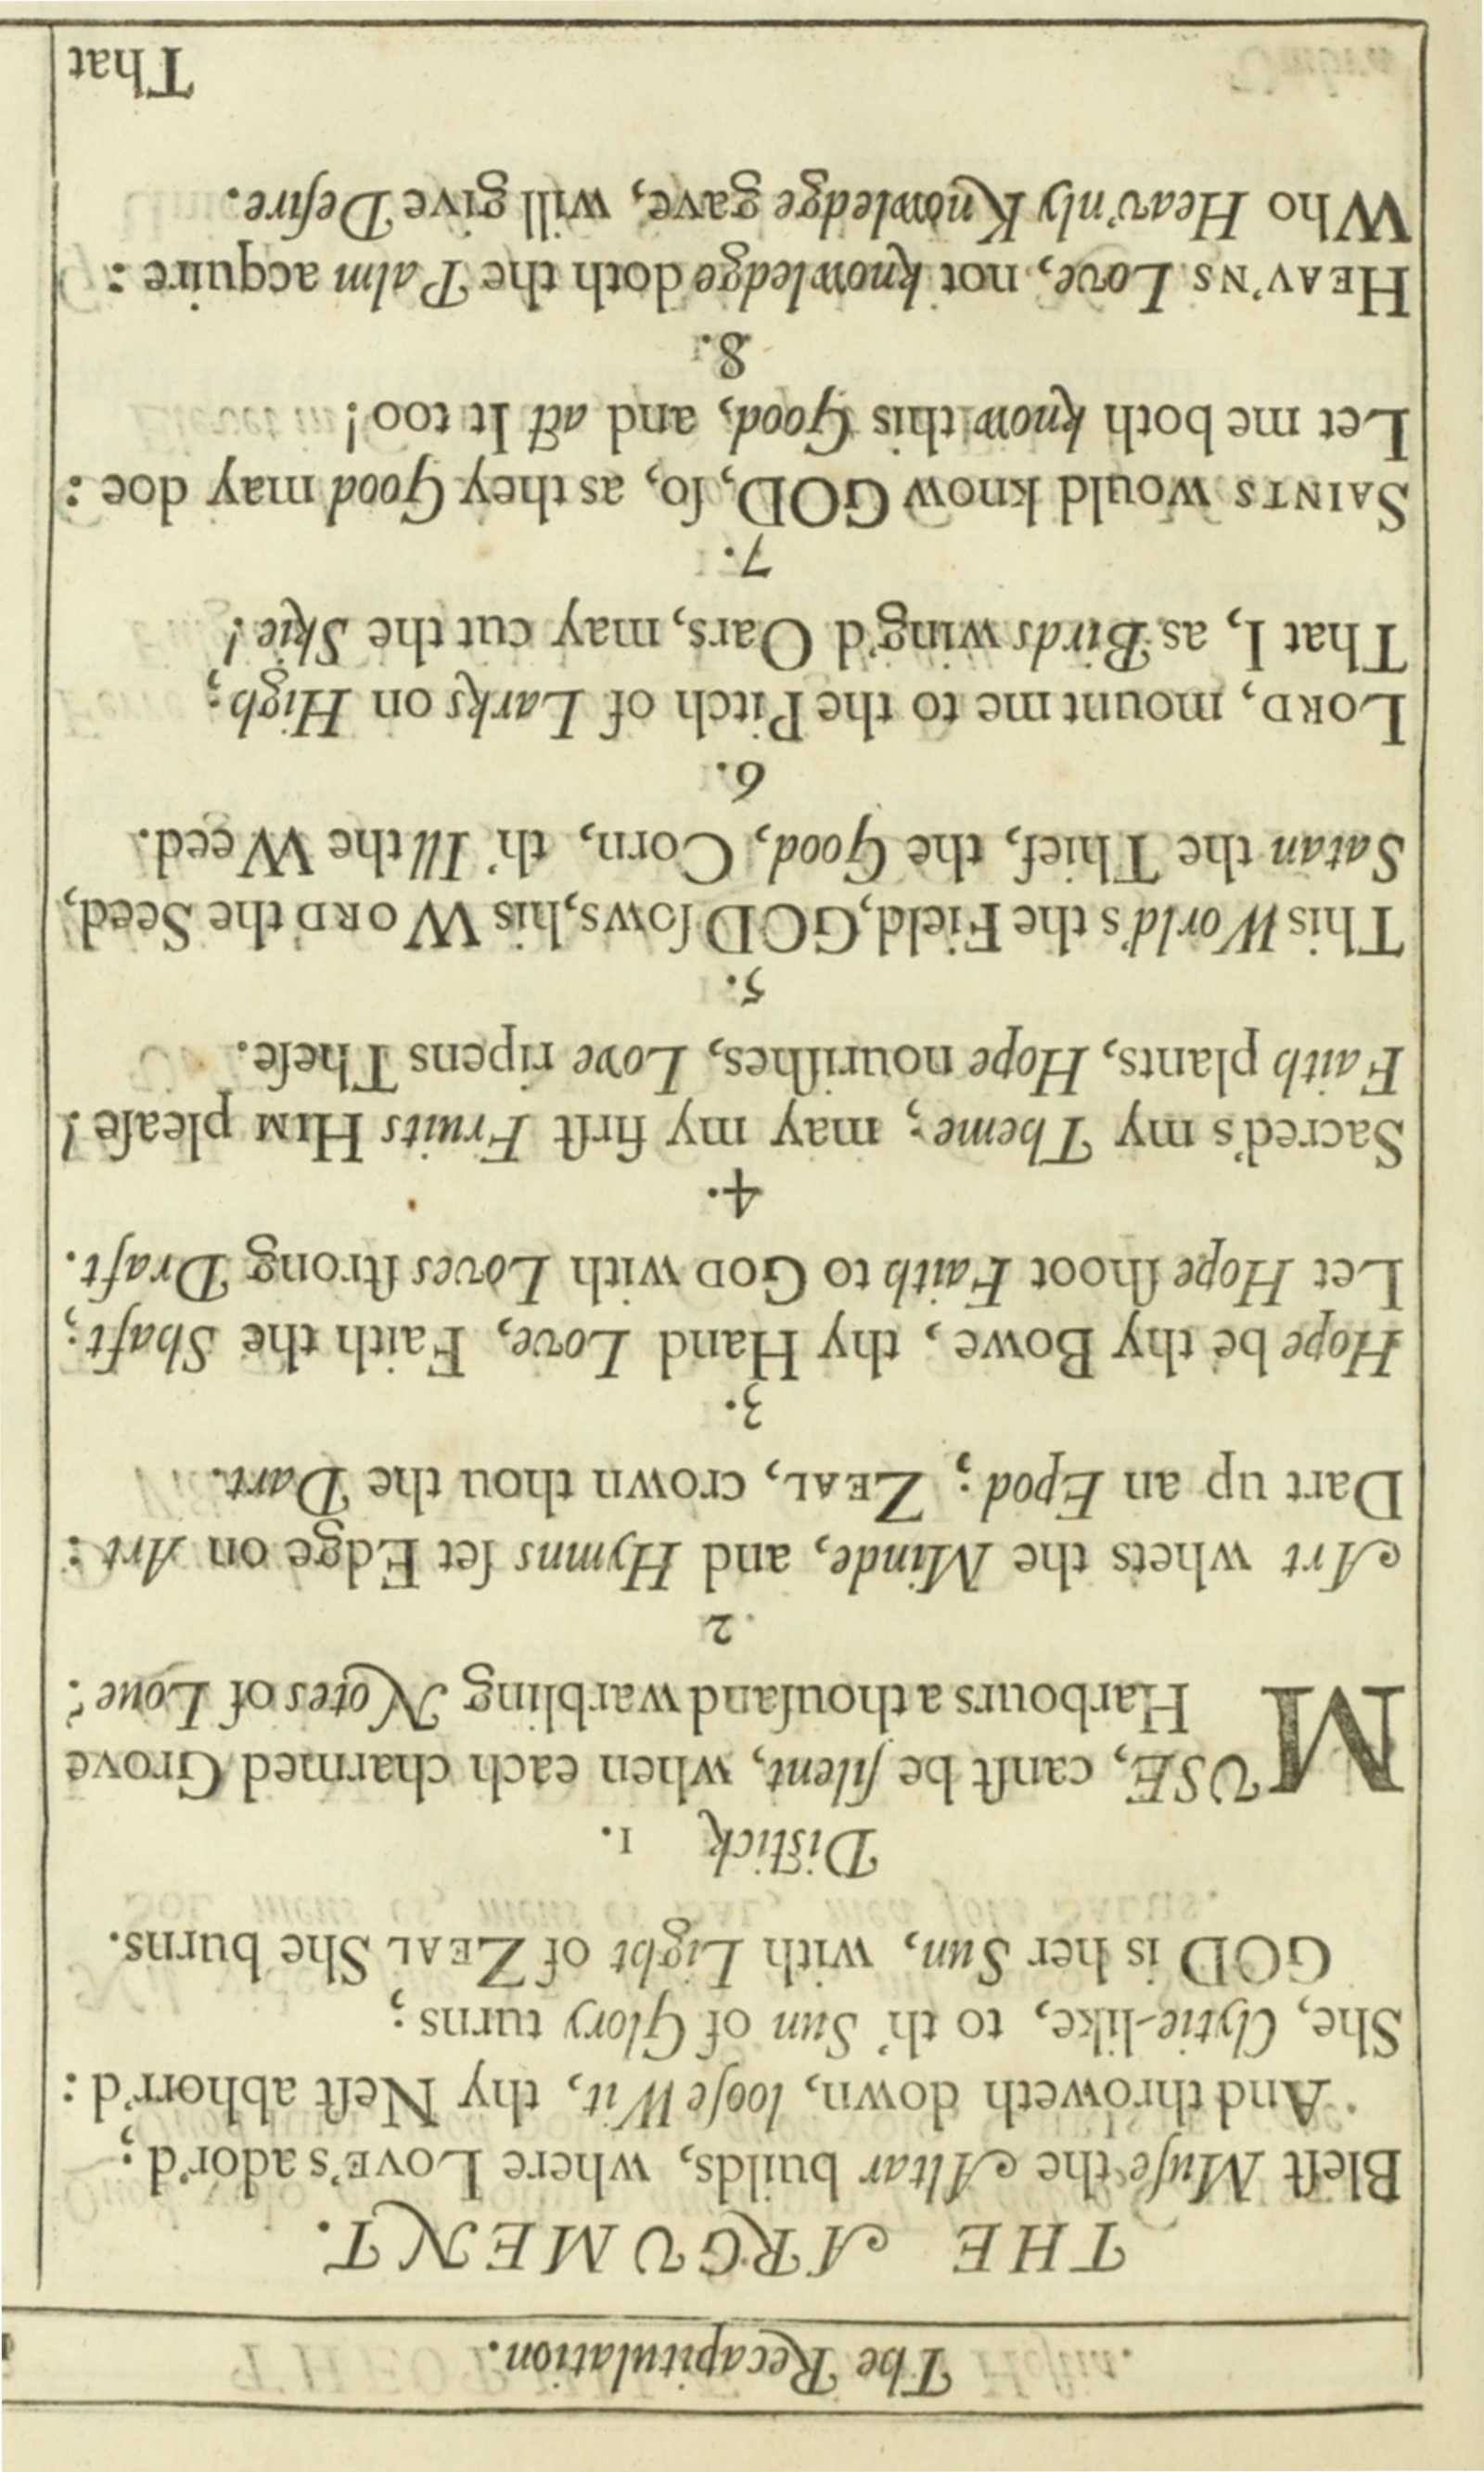 The Recapitulation.
THE ARGUMENT.
Bleſt Muſe the Altar builds, where LOVE's ador'd;
And throweth down, looſe Wit, thy Neſt abhorr'd:
She, Clytie-like, to th' Sun of Glory turns;
GOD is her Sun, with Light of ZEAL She burns.
Diſtick 1.
MUSE, canſt be ſilent, when each charmed Grove
Harbours a thouſand warbling Notes of Loue?
2.
Art whets the Minde, and Hymns ſet Edge on Art:
Dart up an Epod; ZEAL, crown thou the Dart.
3.
Hope be thy Bowe, thy Hand Love, Faith the Shaft;
Let Hope ſhoot Faith to GOD with Loves ſtrong Draft.
4.
Sacred's my Theme; may my firſt Fruits HIM pleaſe!
Faith plants, Hope nouriſhes, Love ripens Theſe.
5.
This World's the Field, GOD ſows, his WORD the Seed,
Satan the Thief, the Good, Corn, th' Ill the Weed.
6.
LORD, mount me to the Pitch of Larks on High;
That I, as Birds wing'd Oars, may cut the Skie!
7.
SAINTS would know GOD, ſo, as they Good may doe:
Let me both know this Good, and act It too!
8.
HEAV'NS Love, not knowledge doth the Palm acquire:
Who Heav'nly Knowledge gave, will give Deſire.
That